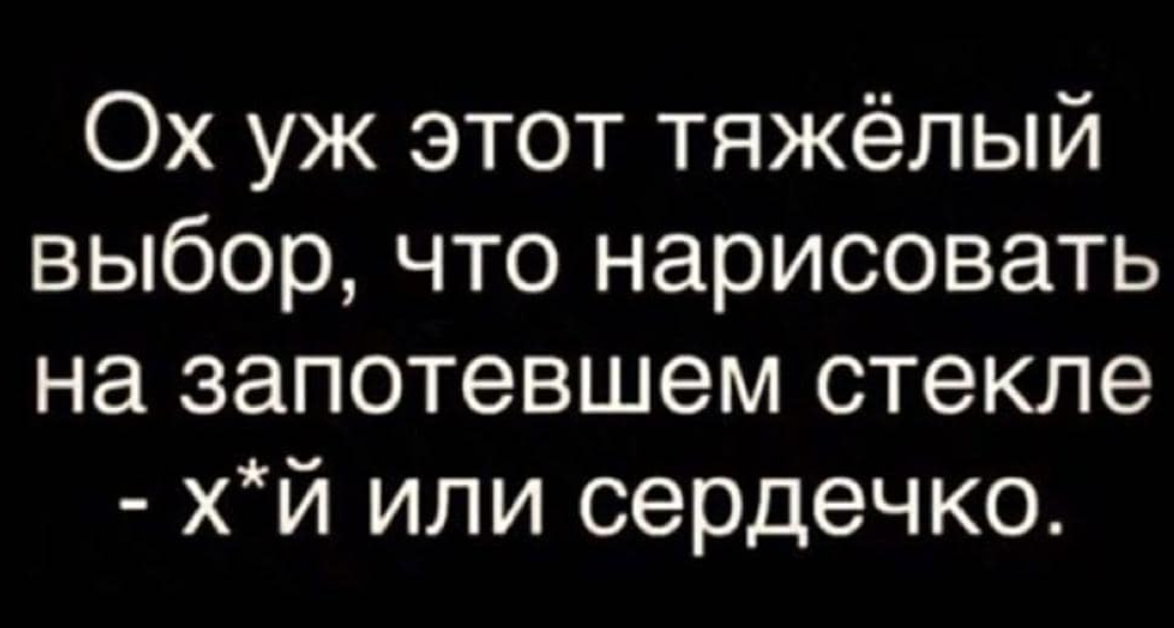 Ох уж этот тяжёлый
выбор, что нарисовать
на запотевшем стекле
- х*й или сердечко.